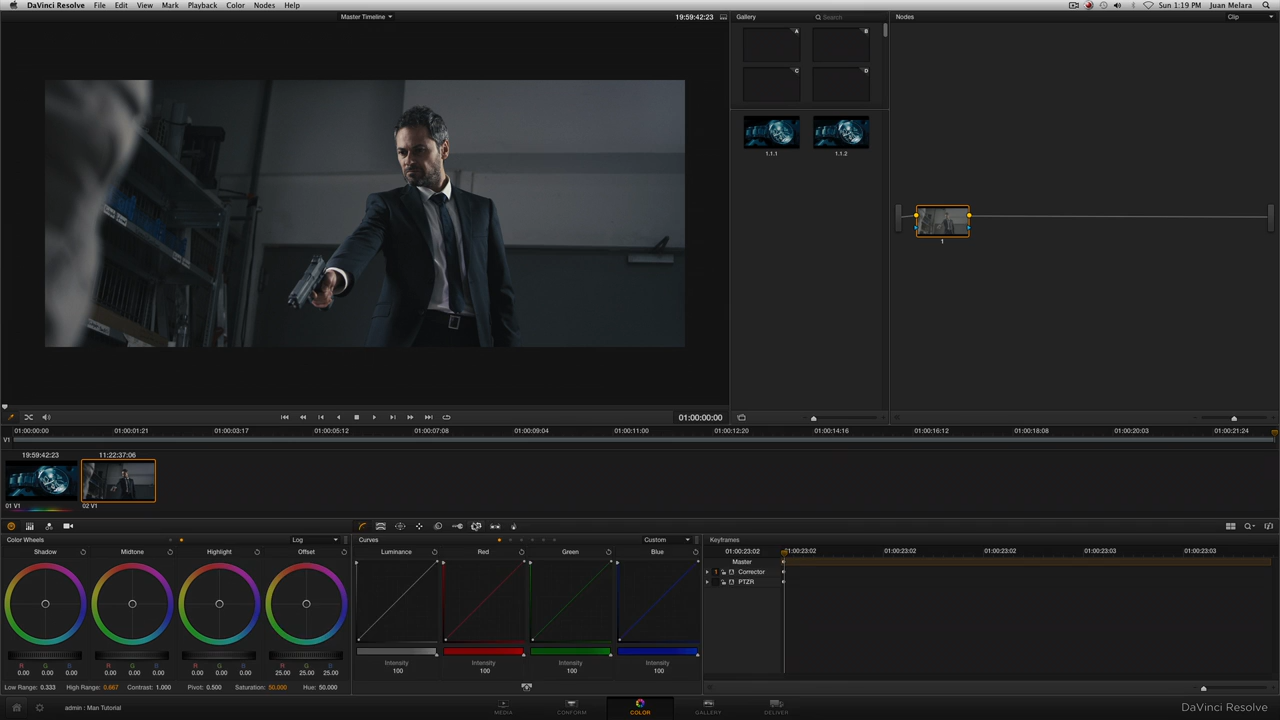 DaVinci Resolve File Edit View Mark Playback Color Nodes Help Sun 1:19 PM Juan Melara
Master Timeline 19:59:42:23 Gallery Search Nodes Clip
A B
C D
1.1.1 1.1.2
1
01:00:00:00
01:00:00:00 01:00:01:21 01:00:03:17 01:00:05:12 01:00:07:08 01:00:09:04 01:00:11:00 01:00:12:20 01:00:14:16 01:00:16:12 01:00:18:08 01:00:20:03 01:00:21:24
V1
19:59:42:23 11:22:37:06
01 V1 02 V1
Color Wheels Log Curves Custom Keyframes
Shadow Midtone Highlight Offset Luminance Red Green Blue 01:00:23:02 01:00:23:02 01:00:23:02 01:00:23:02 01:00:23:03 01:00:23:03
Master
1 Corrector
PTZR
Intensity Intensity Intensity Intensity
R G B R G B R G B R G B
0.00 0.00 0.00 0.00 0.00 0.00 0.00 0.00 0.00 25.00 25.00 25.00 100 100 100 100
Low Range: 0.333 High Range: 0.667 Contrast: 1.000 Pivot: 0.500 Saturation: 50.000 Hue: 50.000
admin : Man Tutorial MEDIA CONFORM COLOR GALLERY DELIVER DaVinci Resolve